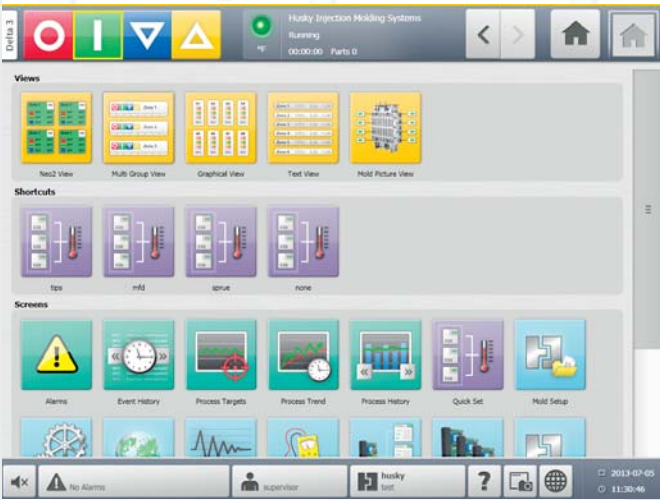 Delta 3
Husky Injection Molding Systems
Running
00:00:00 Parts 0
Views
Neo2 View
Multi Group View
Graphical View
Text View
Mold Picture View
Shortcuts
tips
mfd
sprue
none
Screens
Alarms
Event History
Process Targets
Process Trend
Process History
Quick Set
Mold Setup
No Alarms
supervisor
husky
test
2013-07-05
11:30:46